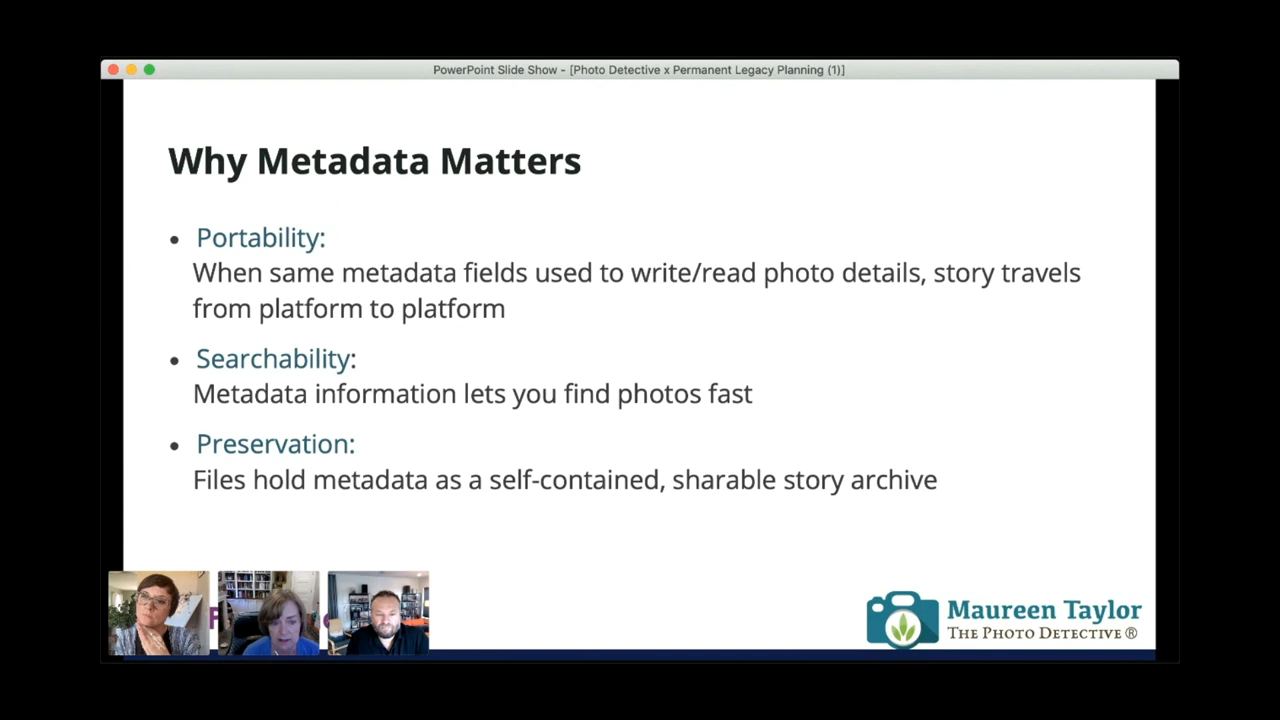 PowerPoint Slide Show - [Photo Detective x Permanent Legacy Planning (1)]
Why Metadata Matters
• Portability:
When same metadata fields used to write/read photo details, story travels
from platform to platform
• Searchability:
Metadata information lets you find photos fast
• Preservation:
Files hold metadata as a self-contained, sharable story archive
Maureen Taylor
THE PHOTO DETECTIVE ®